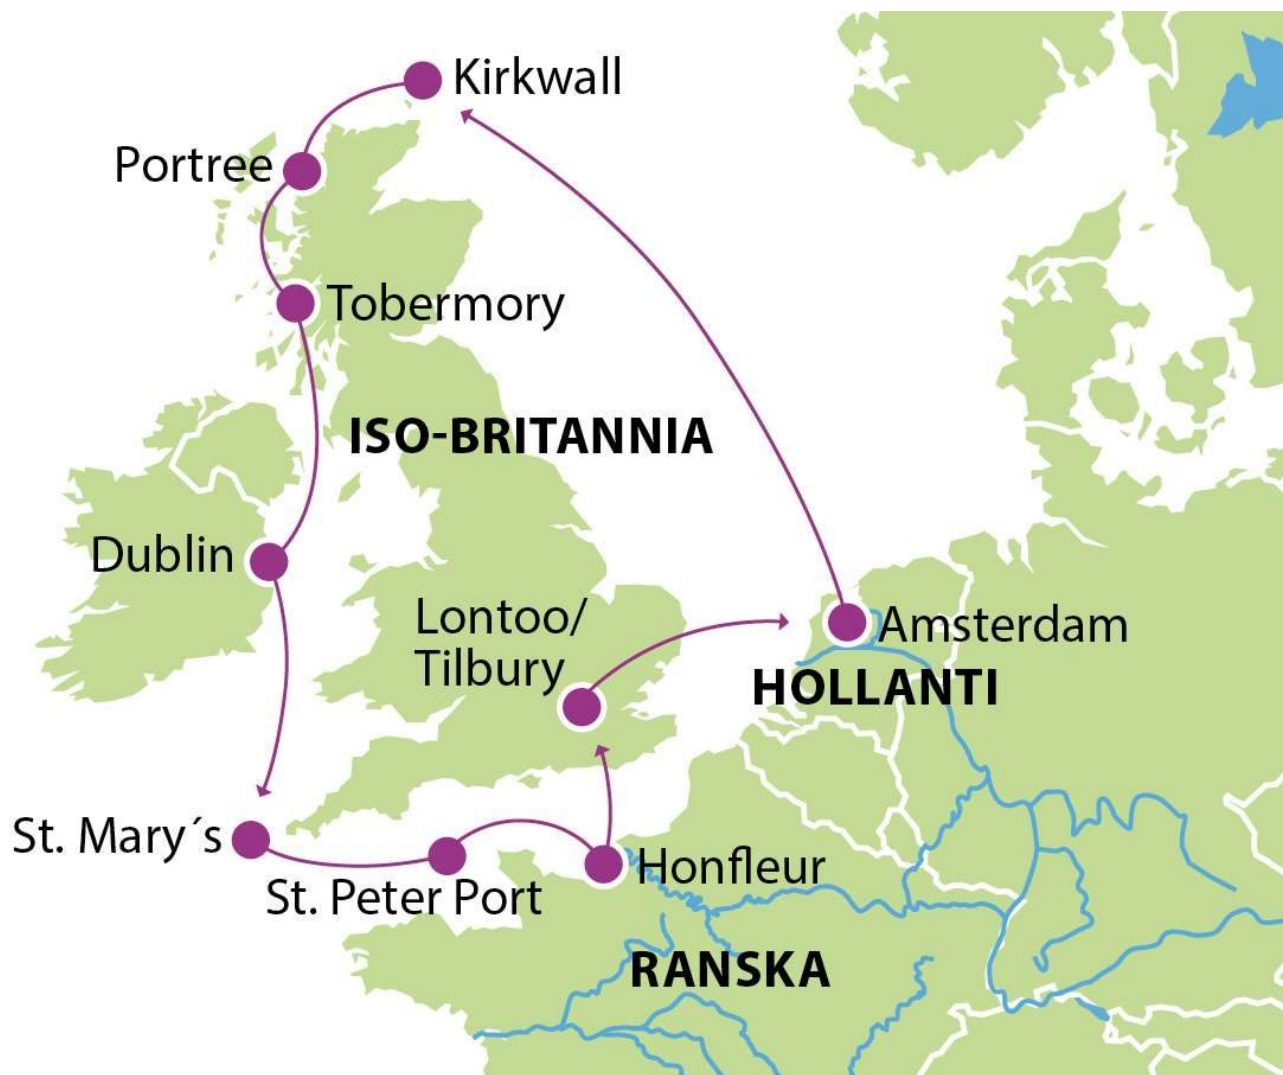 Kirkwall
Portree
Tobermory
ISO-BRITANNIA
Dublin
Lontoo/
Tilbury
Amsterdam
HOLLANTI
St. Mary´s
St. Peter Port
Honfleur
RANSKA